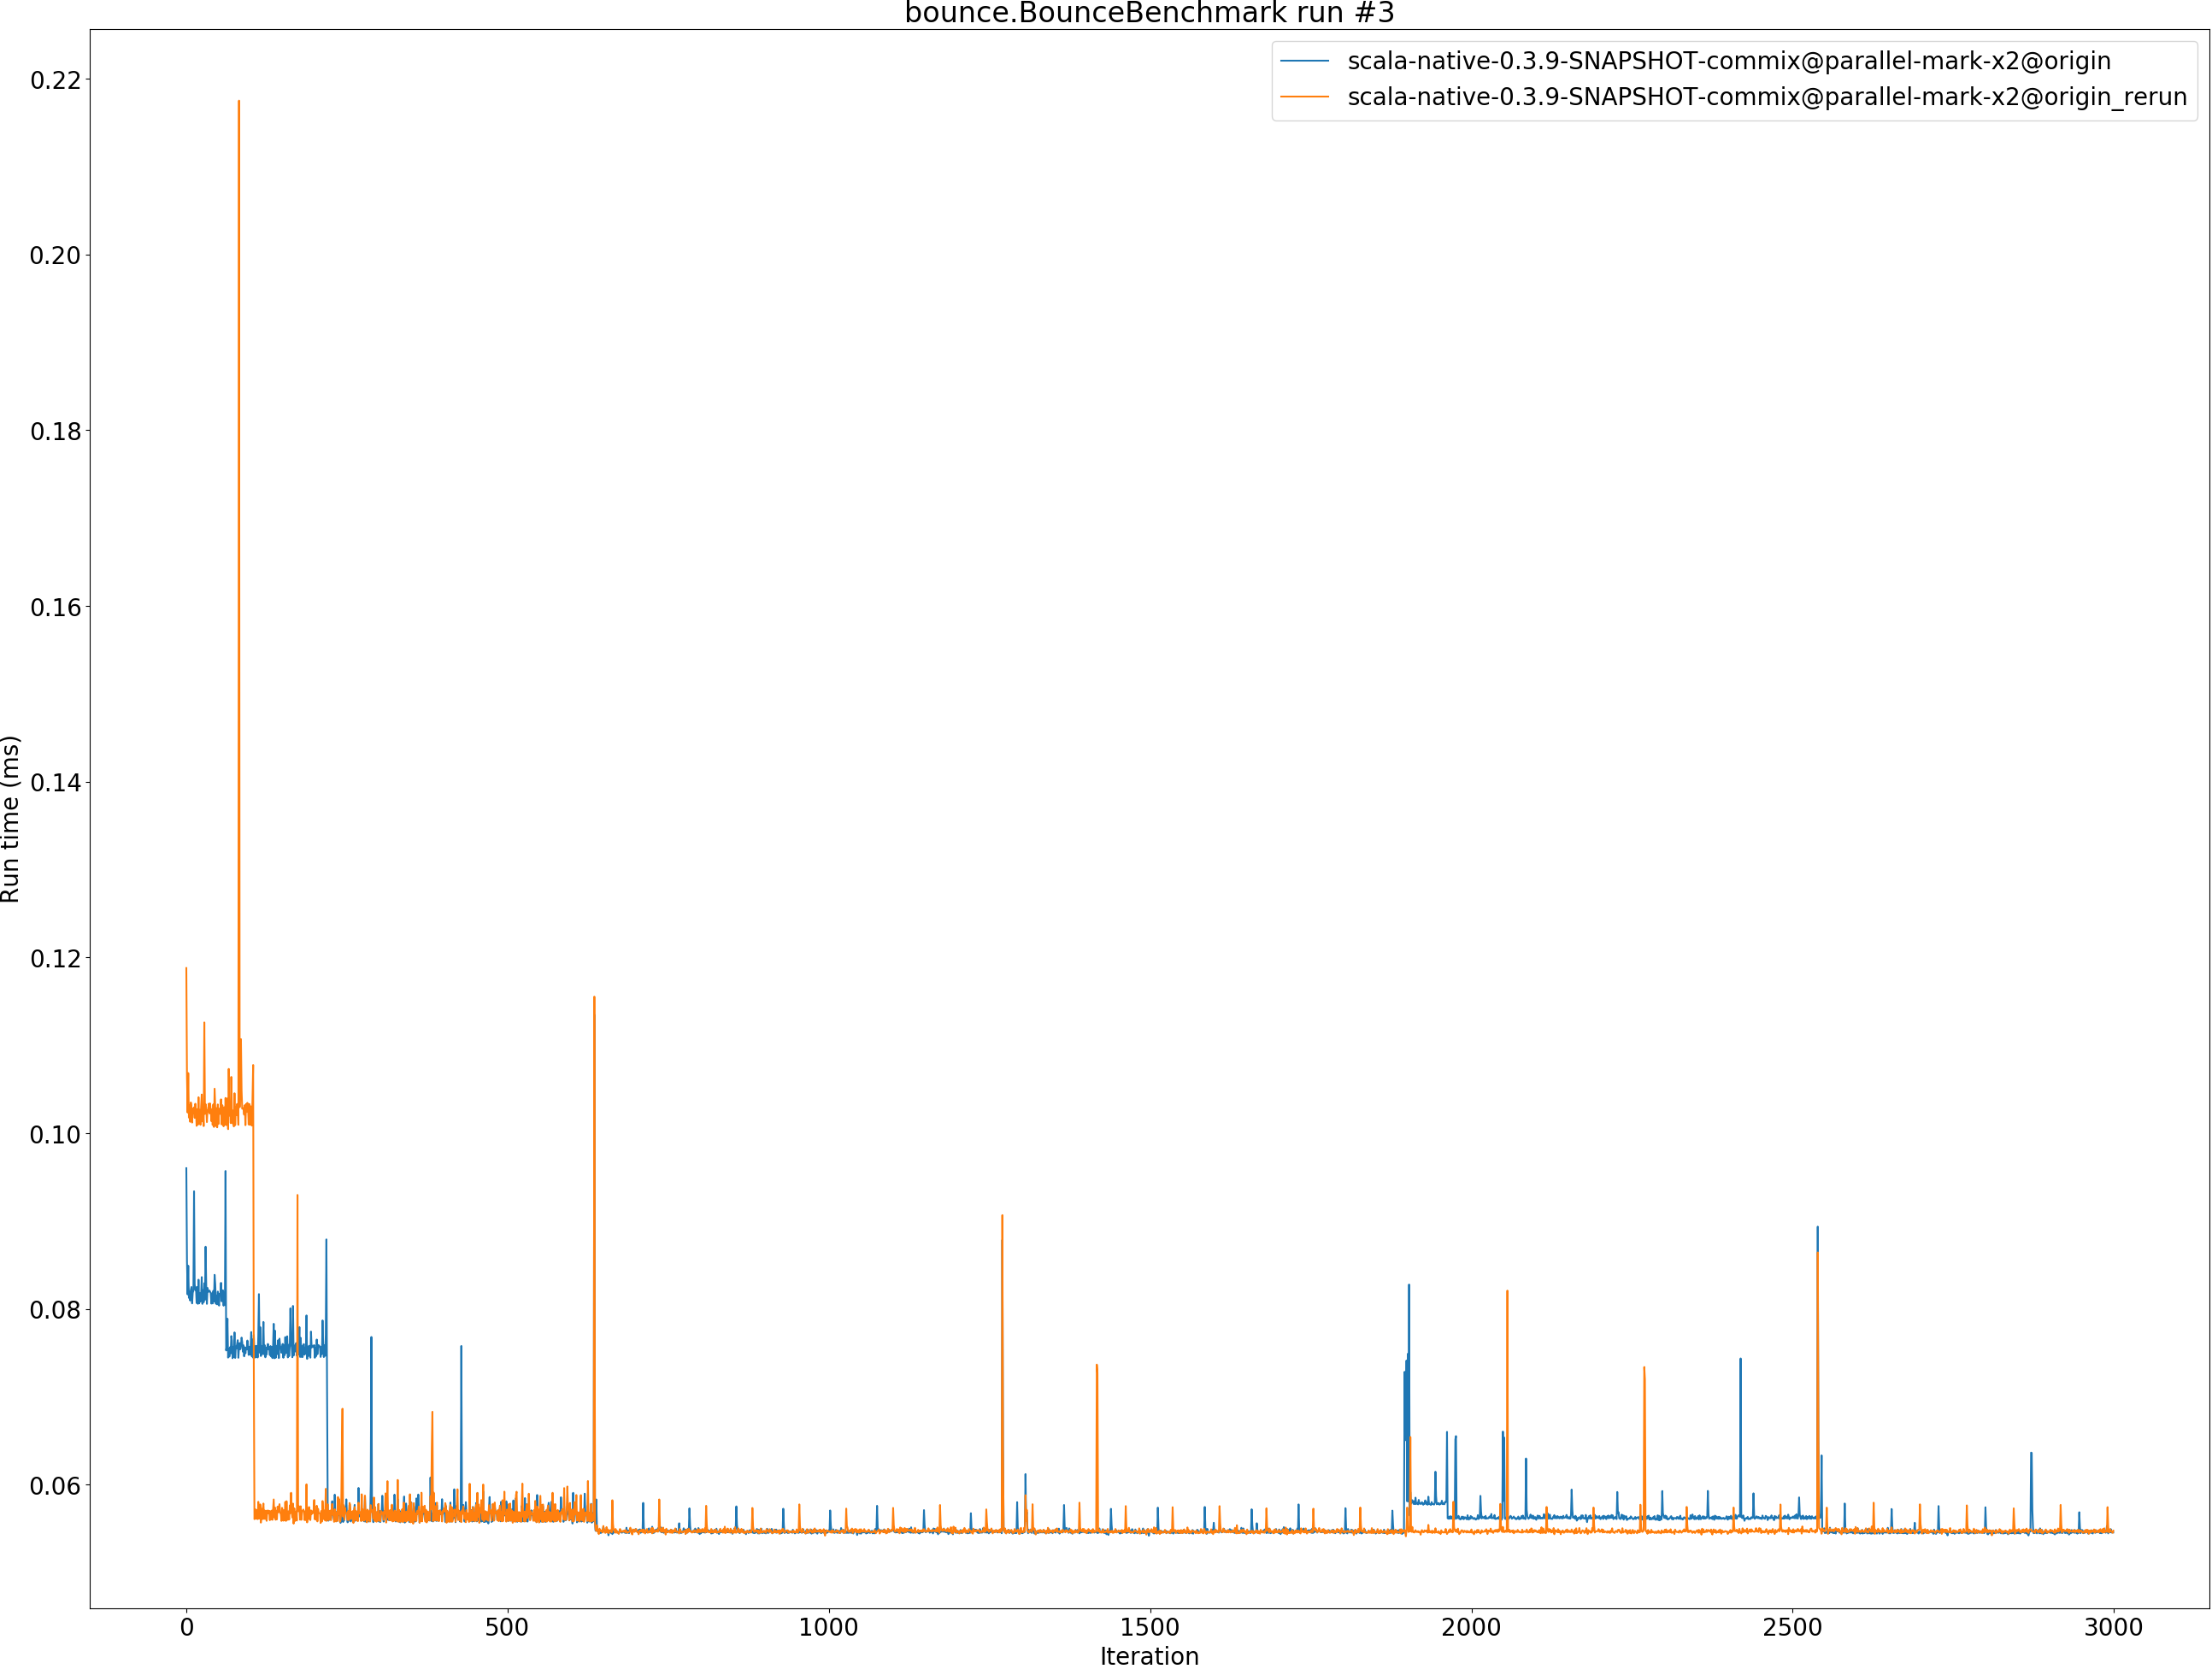 bounce.BounceBenchmark run #3
scala-native-0.3.9-SNAPSHOT-commix@parallel-mark-x2@origin
scala-native-0.3.9-SNAPSHOT-commix@parallel-mark-x2@origin_rerun
0.22
0.20
0.18
0.16
0.14
0.12
0.10
0.08
0.06
Run time (ms)
0 500 1000 1500 2000 2500 3000
Iteration